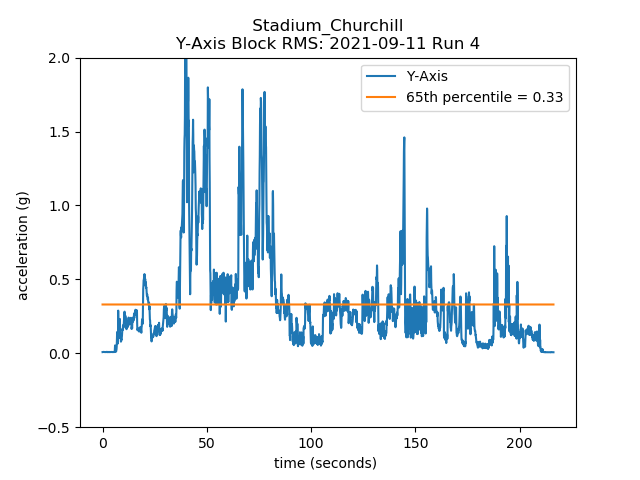 Stadium_Churchill
Y-Axis Block RMS: 2021-09-11 Run 4
Y-Axis
65th percentile = 0.33
acceleration (g)
2.0
1.5
1.0
0.5
0.0
−0.5
0 50 100 150 200
time (seconds)